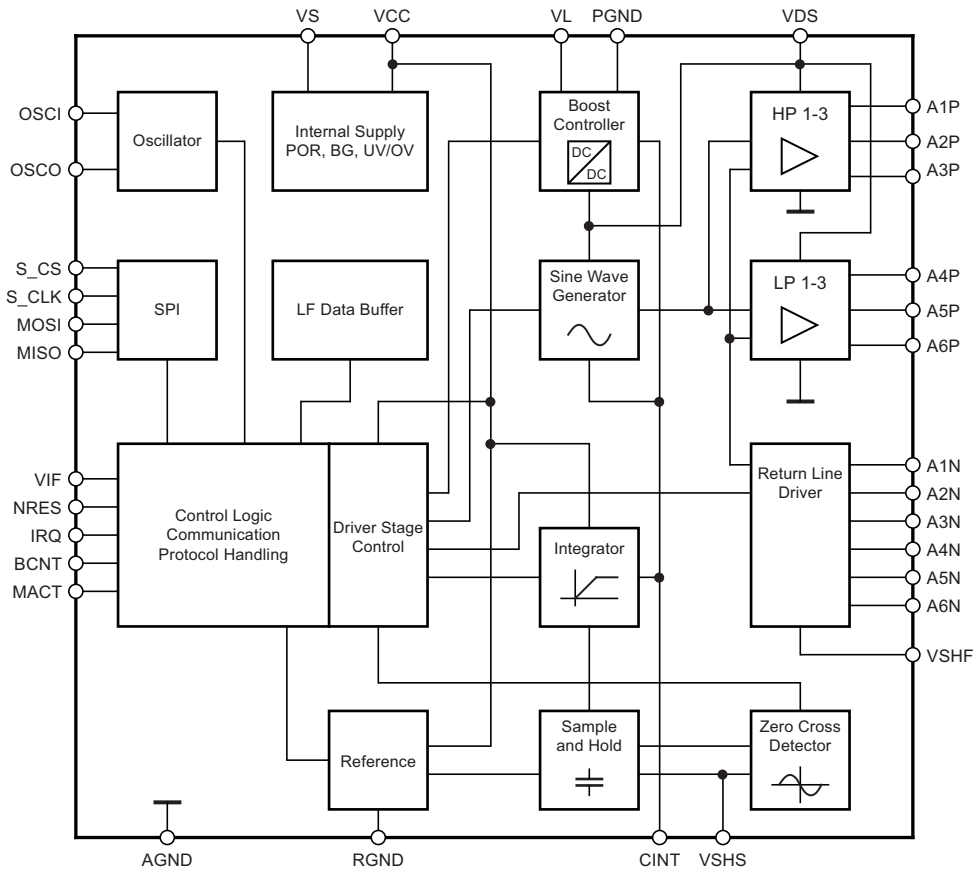 VS
VCC
VL
PGND
VDS
OSCI
OSCO
Oscillator
Internal Supply
POR, BG, UV/OV
Boost
Controller
DC
DC
HP 1-3
A1P
A2P
A3P
S_CS
S_CLK
MOSI
MISO
SPI
LF Data Buffer
Sine Wave
Generator
LP 1-3
A4P
A5P
A6P
VIF
NRES
IRQ
BCNT
MACT
Control Logic
Communication
Protocol Handling
Driver Stage
Control
Integrator
Return Line
Driver
A1N
A2N
A3N
A4N
A5N
A6N
VSHF
Reference
Sample
and Hold
Zero Cross
Detector
AGND
RGND
CINT
VSHS